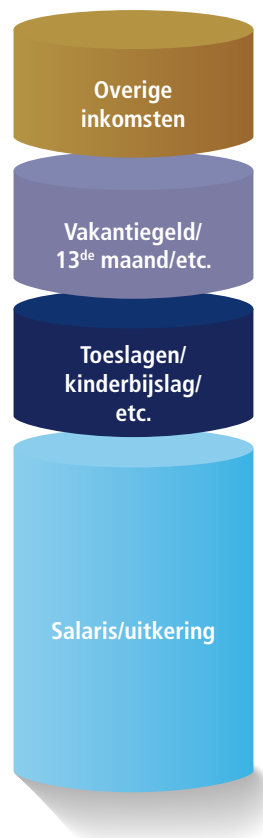 Overige
inkomsten
Vakantiegeld/
13de maand/etc.
Toeslagen/
kinderbijslag/
etc.
Salaris/uitkering